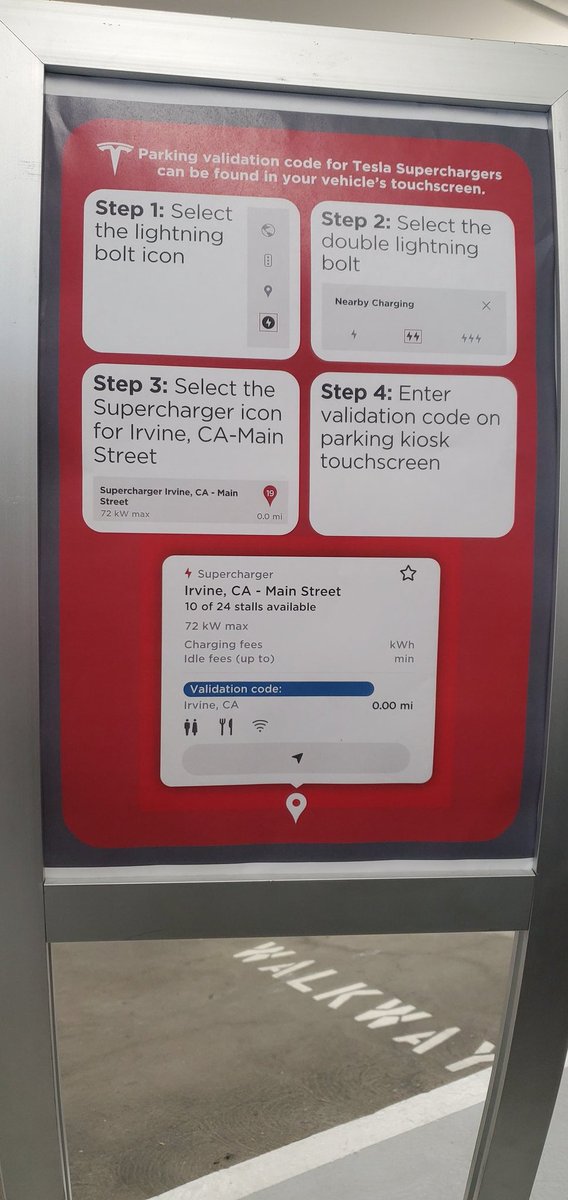 Parking validation code for Tesla Superchargers
can be found in your vehicle's touchscreen.
Step 1: Select
the lightning
bolt icon
Step 2: Select the
double lightning
bolt
Nearby Charging
Step 3: Select the
Supercharger icon
for Irvine, CA-Main
Street
Supercharger Irvine, CA - Main
Street
72 kW max
19
0.0 mi
Step 4: Enter
validation code on
parking kiosk
touchscreen
Supercharger
Irvine, CA - Main Street
10 of 24 stalls available
72 kW max
Charging fees kWh
Idle fees (up to) min
Validation code:
Irvine, CA 0.00 mi
WALKWAY